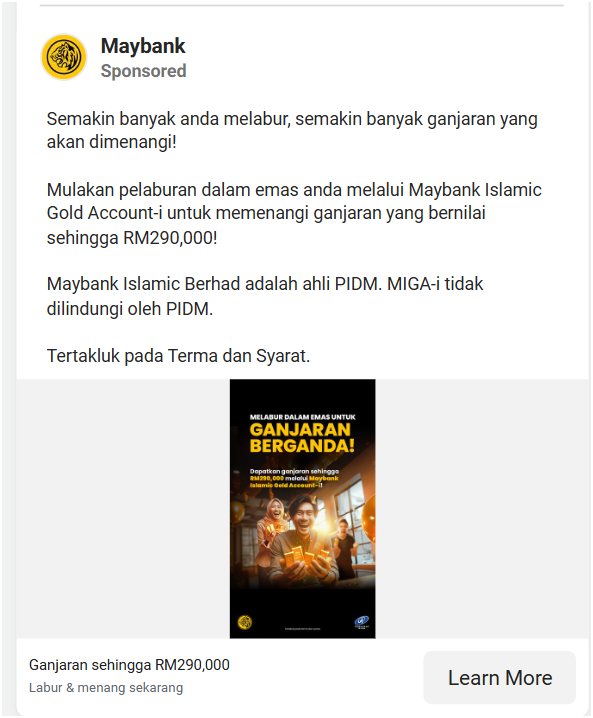 Maybank
Sponsored
Semakin banyak anda melabur, semakin banyak ganjaran yang
akan dimenangi!
Mulakan pelaburan dalam emas anda melalui Maybank Islamic
Gold Account-i untuk memenangi ganjaran yang bernilai
sehingga RM290,000!
Maybank Islamic Berhad adalah ahli PIDM. MIGA-i tidak
dilindungi oleh PIDM.
Tertakluk pada Terma dan Syarat.
MELABUR DALAM EMAS UNTUK
GANJARAN
BERGANDA!
Dapatkan ganjaran sehingga
RM290,000 melalui Maybank
Islamic Gold Account-i!
Ganjaran sehingga RM290,000
Labur & menang sekarang
Learn More